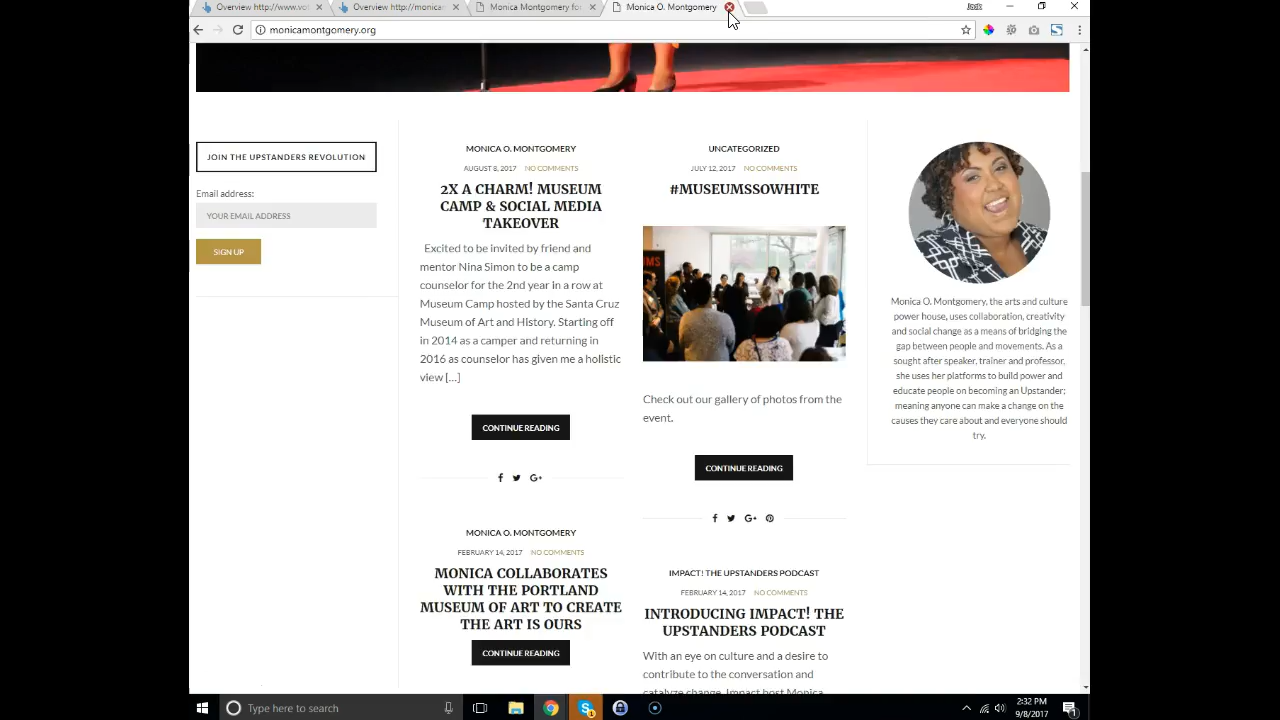 Overview http://www.vot
Overview http://monicar
Monica Montgomery fo
Monica O. Montgomery
monicamontgomery.org
JOIN THE UPSTANDERS REVOLUTION
Email address:
YOUR EMAIL ADDRESS
SIGN UP
MONICA O. MONTGOMERY
AUGUST 8, 2017 NO COMMENTS
2X A CHARM! MUSEUM
CAMP & SOCIAL MEDIA
TAKEOVER
Excited to be invited by friend and
mentor Nina Simon to be a camp
counselor for the 2nd year in a row at
Museum Camp hosted by the Santa Cruz
Museum of Art and History. Starting off
in 2014 as a camper and returning in
2016 as counselor has given me a holistic
view […]
CONTINUE READING
MONICA O. MONTGOMERY
FEBRUARY 14, 2017 NO COMMENTS
MONICA COLLABORATES
WITH THE PORTLAND
MUSEUM OF ART TO CREATE
THE ART IS OURS
CONTINUE READING
UNCATEGORIZED
JULY 12, 2017 NO COMMENTS
#MUSEUMSSOWHITE
Check out our gallery of photos from the
event.
CONTINUE READING
IMPACT! THE UPSTANDERS PODCAST
FEBRUARY 14, 2017 NO COMMENTS
INTRODUCING IMPACT! THE
UPSTANDERS PODCAST
With an eye on culture and a desire to
contribute to the conversation and
catalyze change, Impact host Monica
Monica O. Montgomery, the arts and culture
power house, uses collaboration, creativity
and social change as a means of bridging the
gap between people and movements. As a
sought after speaker, trainer and professor,
she uses her platforms to build power and
educate people on becoming an Upstander;
meaning anyone can make a change on the
causes they care about and everyone should
try.
Type here to search
2:32 PM
9/8/2017